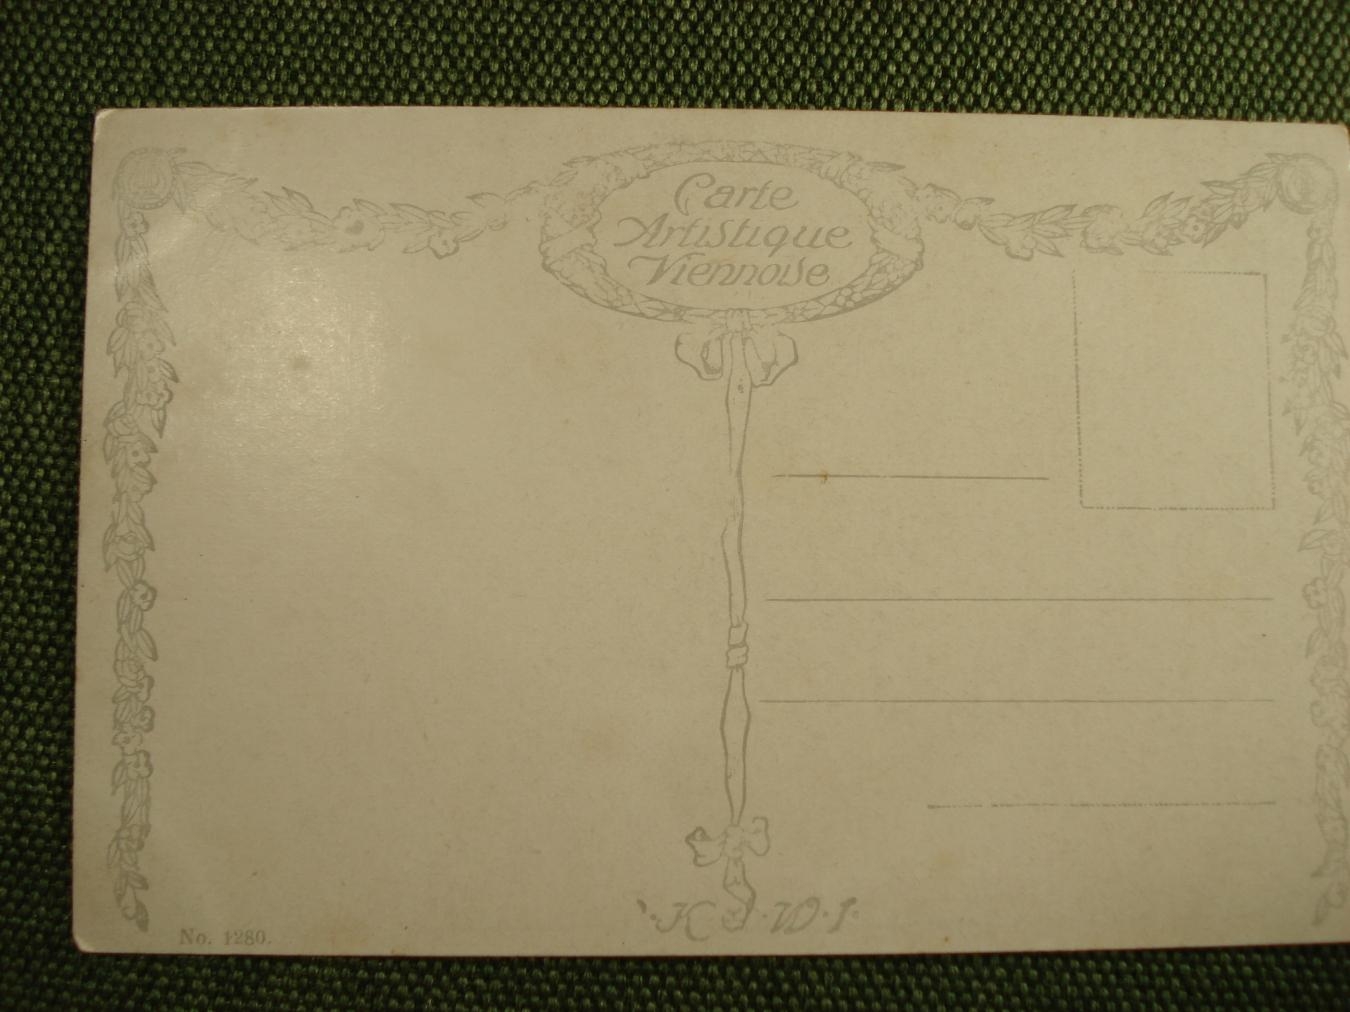 Carte
Artistique
Viennoise
K. W. I.
No. 1280.